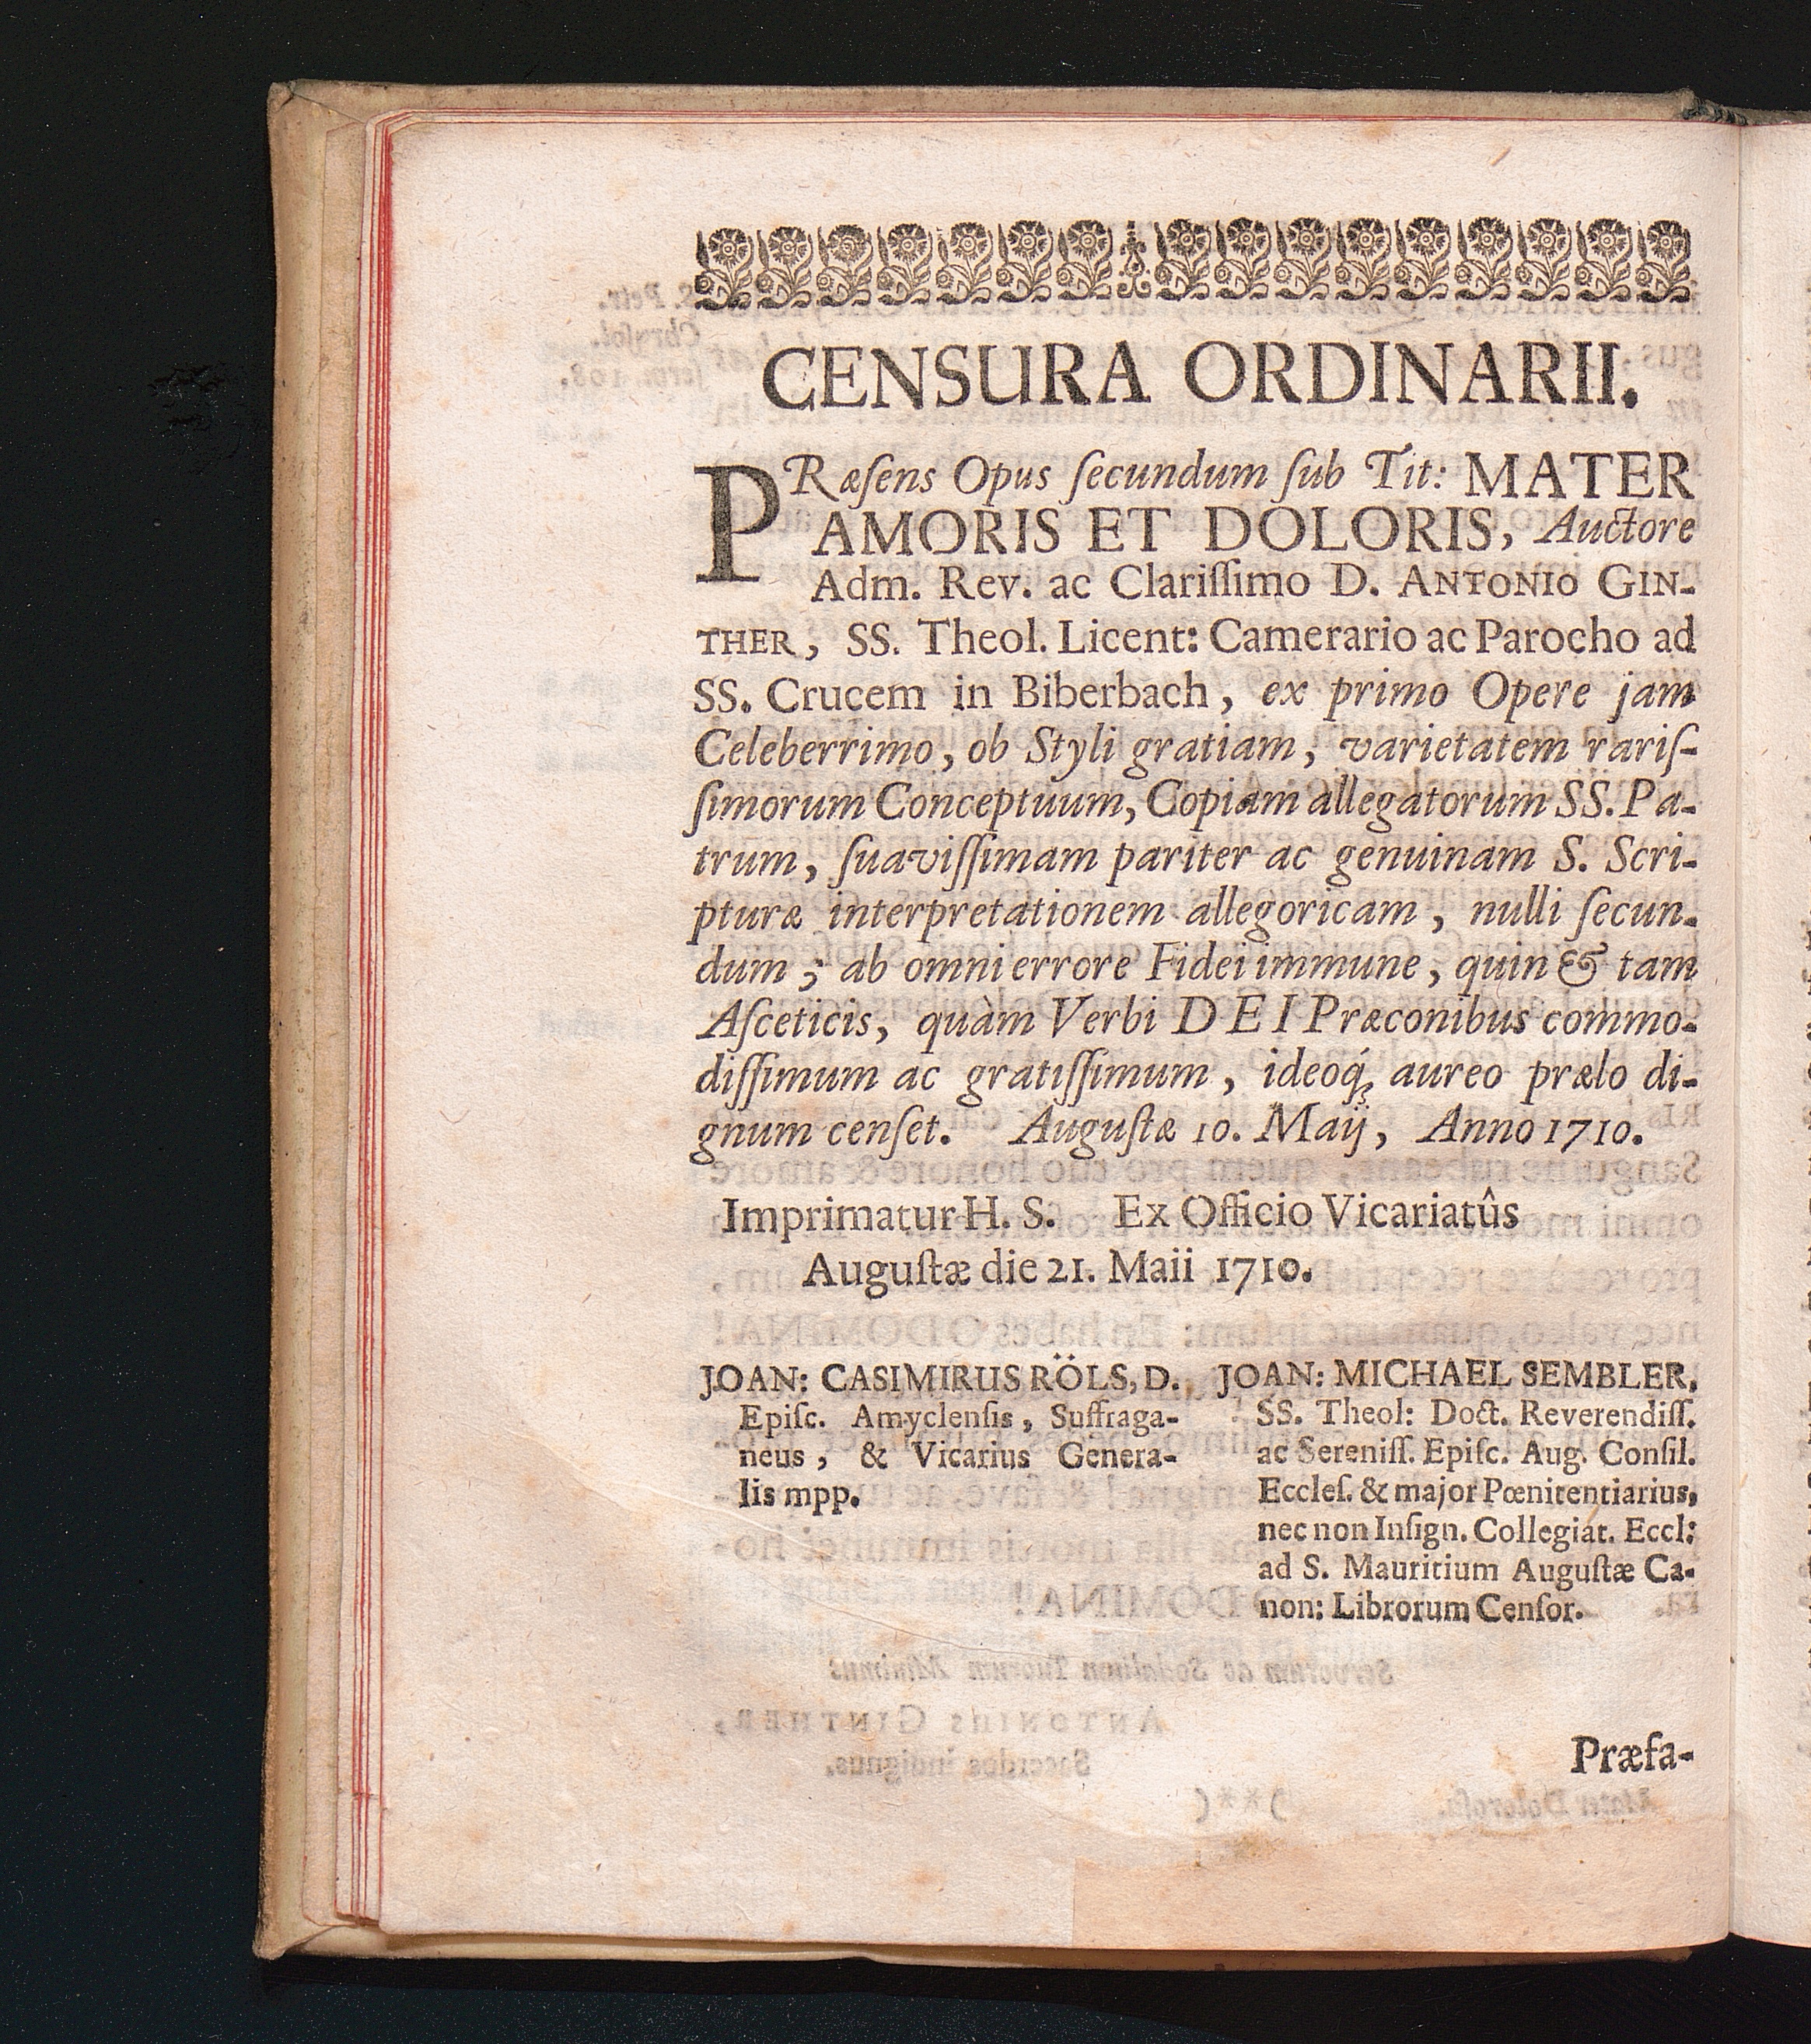 CENSURA ORDINARII.
PRæſens Opus ſecundum ſub Tit: MATER
AMORIS ET DOLORIS, Auctore
Adm. Rev. ac Clariſſimo D. ANTONIO GIN-
THER, SS. Theol. Licent: Camerario ac Parocho ad
SS. Crucem in Biberbach, ex primo Opere jam
Celeberrimo, ob Styli gratiam, varietatem rariſ-
ſimorum Conceptuum, Copiam allegatorum SS. Pa-
trum, ſuaviſſimam pariter ac genuinam S. Scri-
pturæ interpretationem allegoricam, nulli ſecun-
dum; ab omni errore Fidei immune, quin & tam
Aſceticis, quàm Verbi DEI Præconibus commo-
diſſimum ac gratiſſimum, ideoq́; aureo prælo di-
gnum cenſet. Auguſtæ 10. Maij, Anno 1710.
Imprimatur H. S. Ex Officio Vicariatûs
Auguſtæ die 21. Maii 1710.
JOAN: CASIMIRUS RÖLS, D.
Epiſc. Amyclenſis, Suffraga-
neus, & Vicarius Genera-
lis mpp.
JOAN: MICHAEL SEMBLER,
SS. Theol: Doct. Reverendiſſ.
ac Sereniſſ. Epiſc. Aug. Conſil.
Eccleſ. & major Pœnitentiarius,
nec non Inſign. Collegiat. Eccl:
ad S. Mauritium Auguſtæ Ca-
non: Librorum Cenſor.
Præfa-